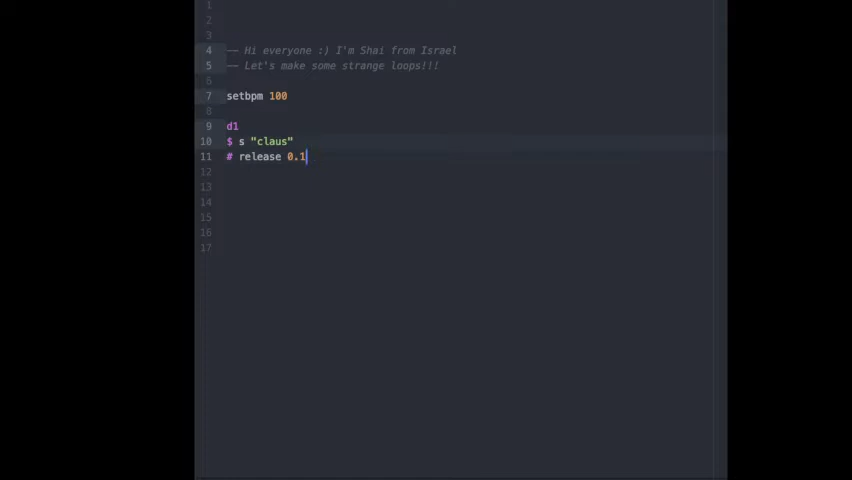 1
2
3
4 -- Hi everyone :) I'm Shai from Israel
5 -- Let's make some strange loops!!!
6
7 setbpm 100
8
9 d1
10 $ s "claus"
11 # release 0.1
12
13
14
15
16
17